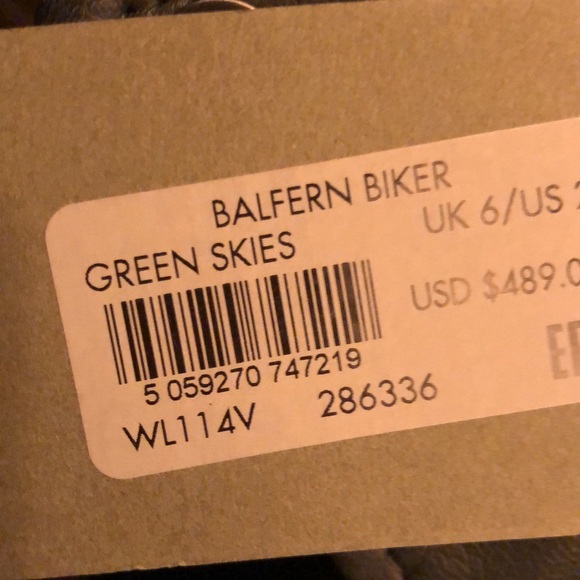 BALFERN BIKER
UK 6/US
GREEN SKIES
USD $489.0
5 059270 747219
WL114V 286336